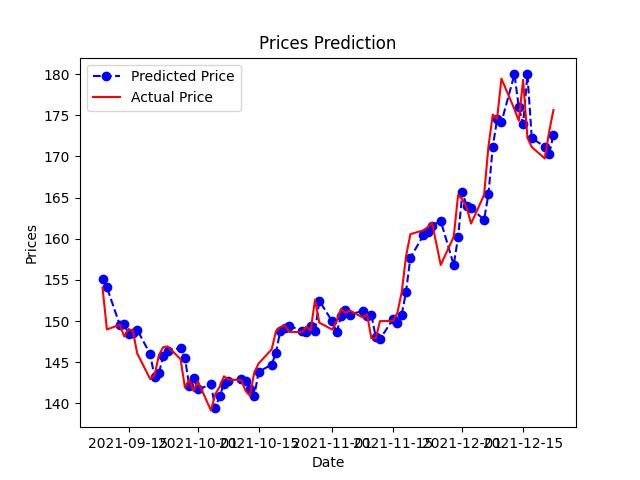 Prices Prediction
Predicted Price
Actual Price
180
175
170
165
160
155
150
145
140
Prices
2021-09-15 2021-10-01 2021-10-15 2021-11-01 2021-11-15 2021-12-01 2021-12-15
Date